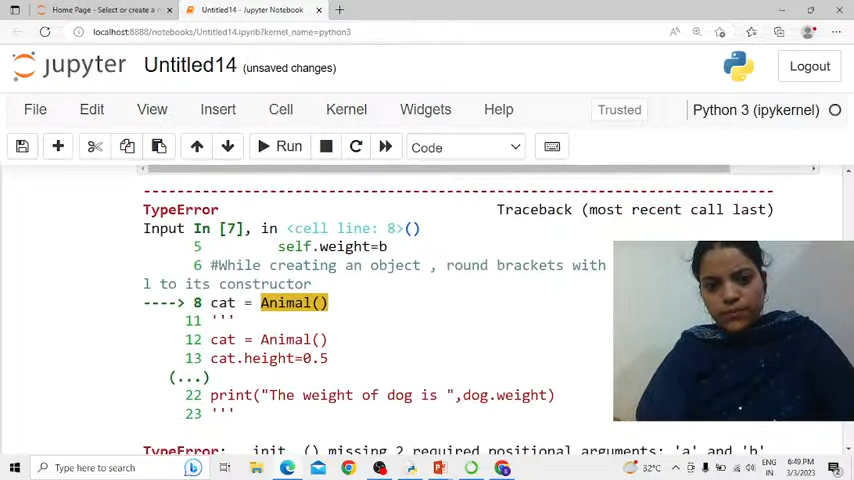 Home Page - Select or create a n
Untitled14 - Jupyter Notebook
localhost:8888/notebooks/Untitled14.ipynb?kernel_name=python3
jupyter Untitled14 (unsaved changes)
Logout
File Edit View Insert Cell Kernel Widgets Help Trusted Python 3 (ipykernel)
Run Code
TypeError Traceback (most recent call last)
Input In [7], in <cell line: 8>()
5 self.weight=b
6 #While creating an object , round brackets with
l to its constructor
----> 8 cat = Animal()
11 '''
12 cat = Animal()
13 cat.height=0.5
(...)
22 print("The weight of dog is ",dog.weight)
23 '''
TypeError: __init__() missing 2 required positional arguments: 'a' and 'b'
Type here to search
32°C
ENG
IN
6:49 PM
3/3/2023
2